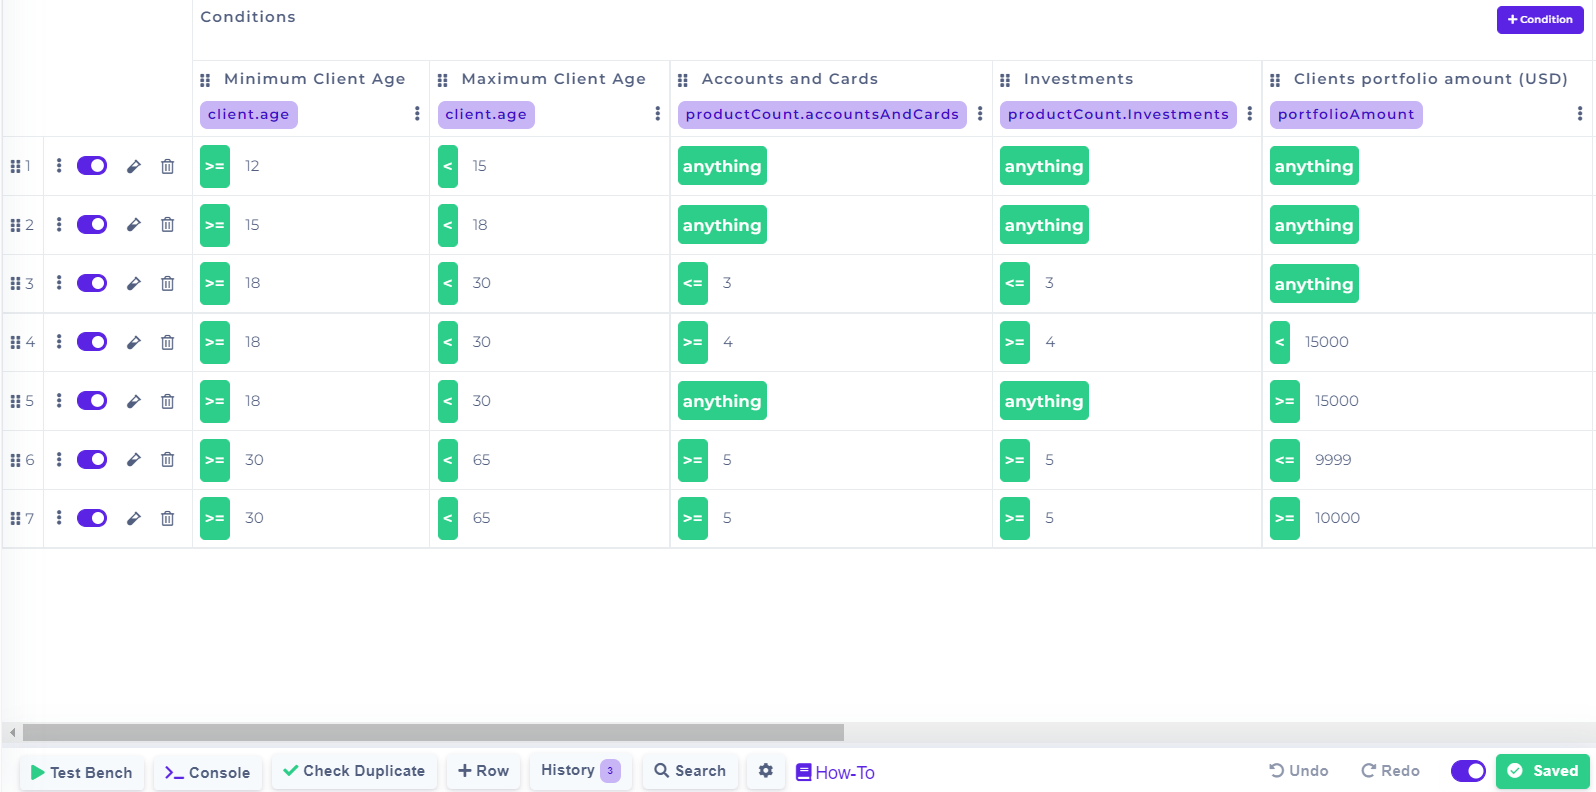 Conditions
+ Condition
Minimum Client Age Maximum Client Age Accounts and Cards Investments Clients portfolio amount (USD)
client.age client.age productCount.accountsAndCards productCount.Investments portfolioAmount
1 >= 12 < 15 anything anything anything
2 >= 15 < 18 anything anything anything
3 >= 18 < 30 <= 3 <= 3 anything
4 >= 18 < 30 >= 4 >= 4 < 15000
5 >= 18 < 30 anything anything >= 15000
6 >= 30 < 65 >= 5 >= 5 <= 9999
7 >= 30 < 65 >= 5 >= 5 >= 10000
Test Bench Console Check Duplicate + Row History 3 Search How-To Undo Redo Saved